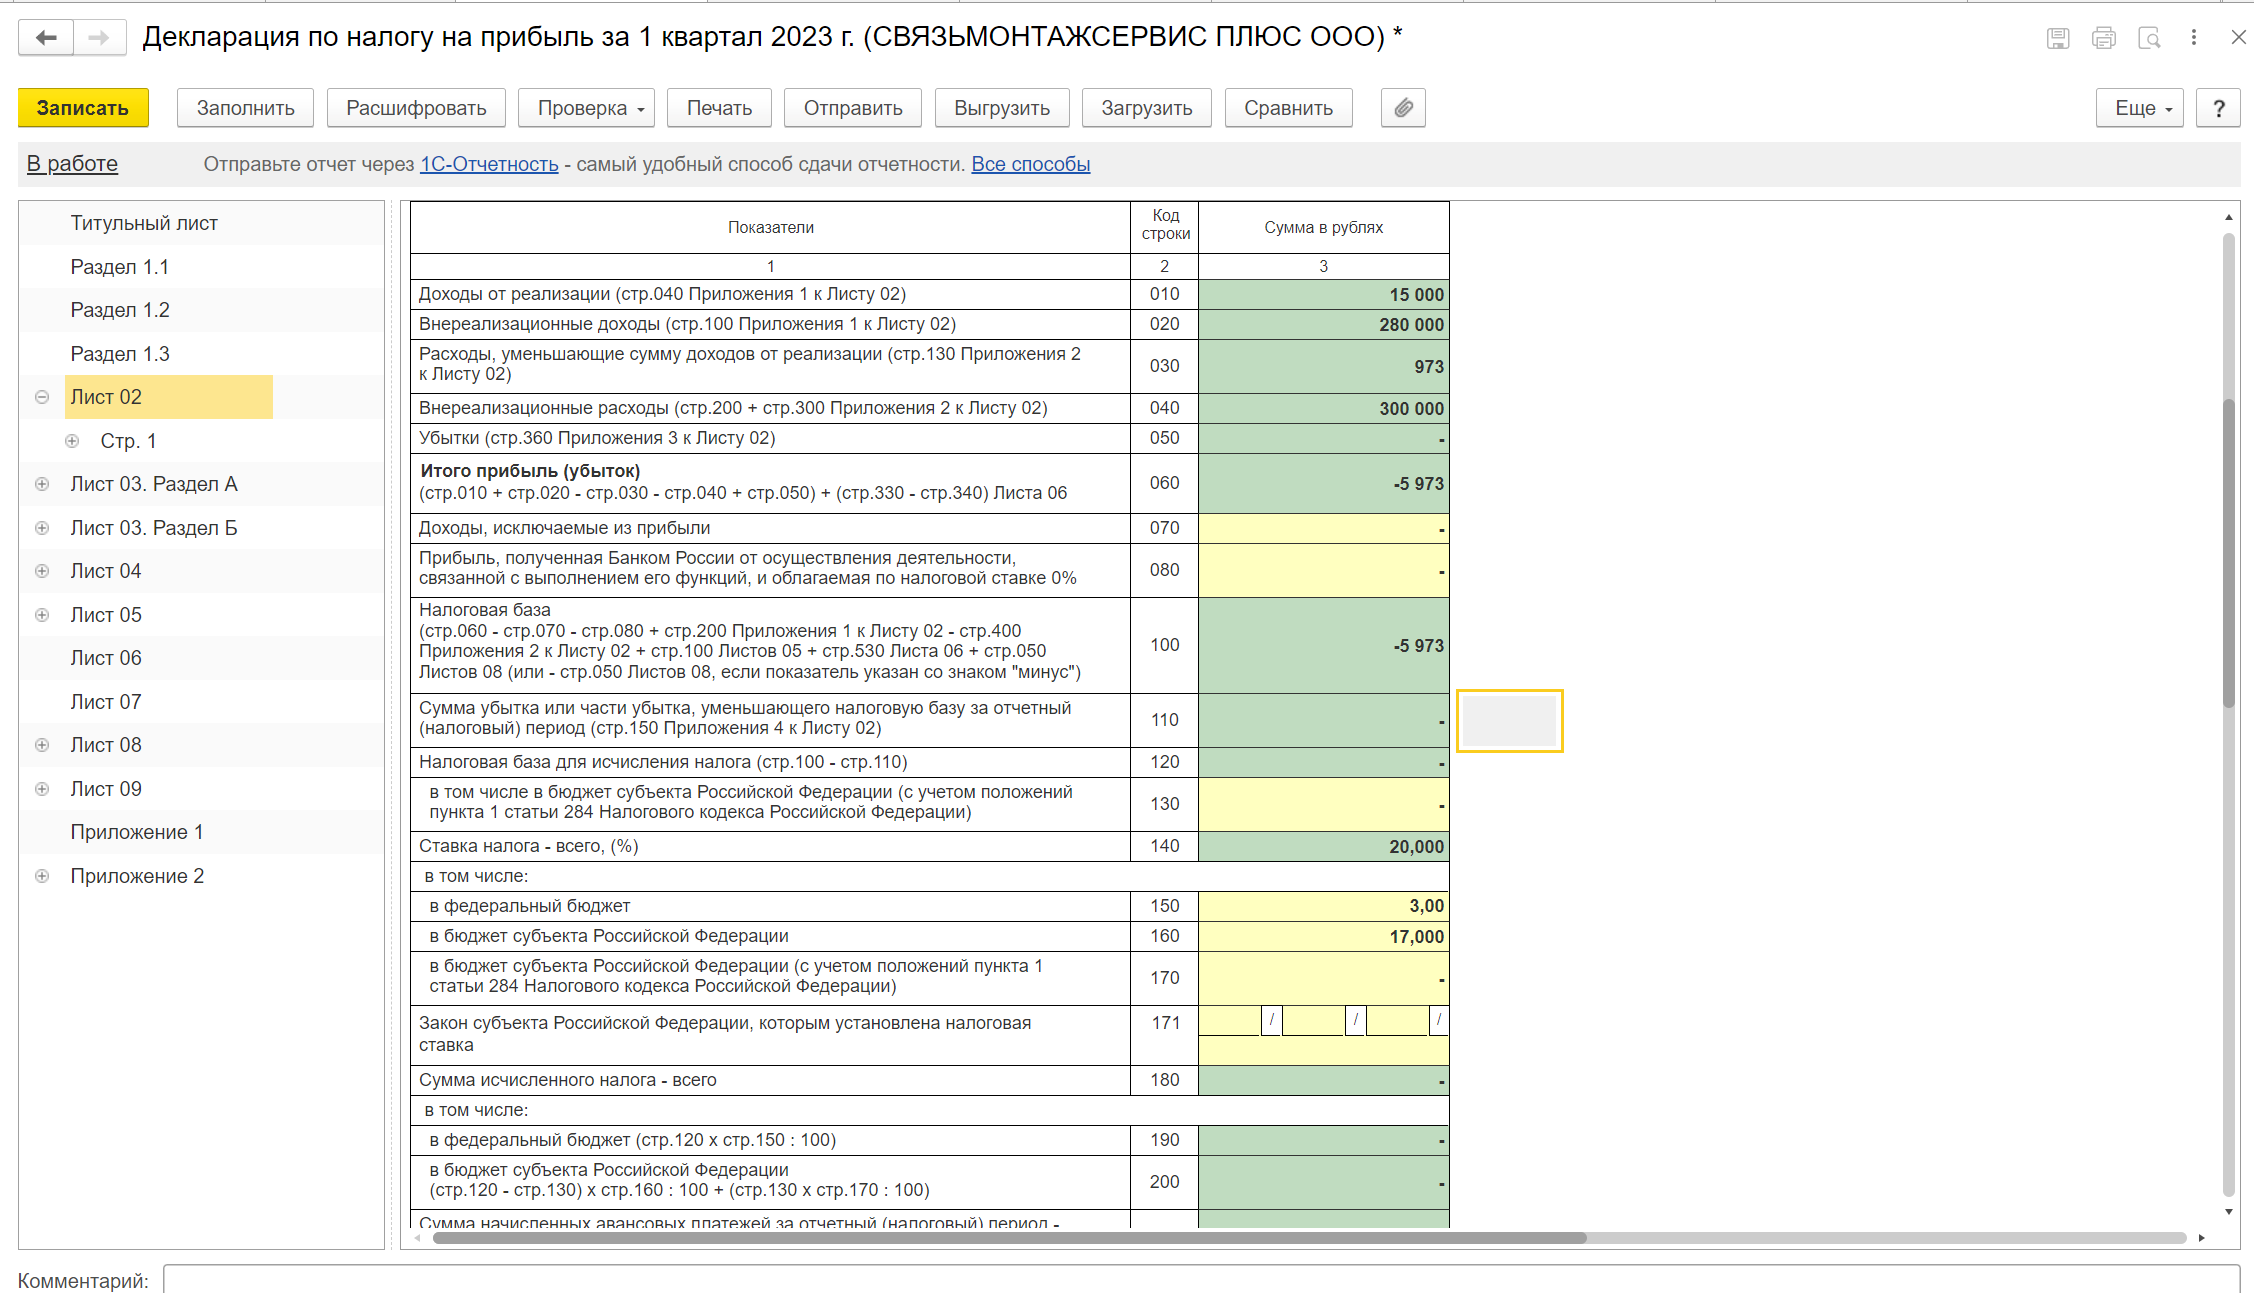 Декларация по налогу на прибыль за 1 квартал 2023 г. (СВЯЗЬМОНТАЖСЕРВИС ПЛЮС ООО) *
Записать Заполнить Расшифровать Проверка Печать Отправить Выгрузить Загрузить Сравнить Еще ?
В работе Отправьте отчет через 1С-Отчетность - самый удобный способ сдачи отчетности. Все способы
Титульный лист
Раздел 1.1
Раздел 1.2
Раздел 1.3
Лист 02
Стр. 1
Лист 03. Раздел А
Лист 03. Раздел Б
Лист 04
Лист 05
Лист 06
Лист 07
Лист 08
Лист 09
Приложение 1
Приложение 2
Показатели Код строки Сумма в рублях
1 2 3
Доходы от реализации (стр.040 Приложения 1 к Листу 02) 010 15 000
Внереализационные доходы (стр.100 Приложения 1 к Листу 02) 020 280 000
Расходы, уменьшающие сумму доходов от реализации (стр.130 Приложения 2
к Листу 02) 030 973
Внереализационные расходы (стр.200 + стр.300 Приложения 2 к Листу 02) 040 300 000
Убытки (стр.360 Приложения 3 к Листу 02) 050 -
Итого прибыль (убыток)
(стр.010 + стр.020 - стр.030 - стр.040 + стр.050) + (стр.330 - стр.340) Листа 06 060 -5 973
Доходы, исключаемые из прибыли 070 -
Прибыль, полученная Банком России от осуществления деятельности,
связанной с выполнением его функций, и облагаемая по налоговой ставке 0% 080 -
Налоговая база
(стр.060 - стр.070 - стр.080 + стр.200 Приложения 1 к Листу 02 - стр.400
Приложения 2 к Листу 02 + стр.100 Листов 05 + стр.530 Листа 06 + стр.050
Листов 08 (или - стр.050 Листов 08, если показатель указан со знаком "минус") 100 -5 973
Сумма убытка или части убытка, уменьшающего налоговую базу за отчетный
(налоговый) период (стр.150 Приложения 4 к Листу 02) 110 -
Налоговая база для исчисления налога (стр.100 - стр.110) 120 -
в том числе в бюджет субъекта Российской Федерации (с учетом положений
пункта 1 статьи 284 Налогового кодекса Российской Федерации) 130 -
Ставка налога - всего, (%) 140 20,000
в том числе:
в федеральный бюджет 150 3,00
в бюджет субъекта Российской Федерации 160 17,000
в бюджет субъекта Российской Федерации (с учетом положений пункта 1
статьи 284 Налогового кодекса Российской Федерации) 170 -
Закон субъекта Российской Федерации, которым установлена налоговая
ставка 171 / / /
Сумма исчисленного налога - всего 180 -
в том числе:
в федеральный бюджет (стр.120 х стр.150 : 100) 190 -
в бюджет субъекта Российской Федерации
(стр.120 - стр.130) х стр.160 : 100 + (стр.130 х стр.170 : 100) 200 -
Сумма начисленных авансовых платежей за отчетный (налоговый) период -
Комментарий: